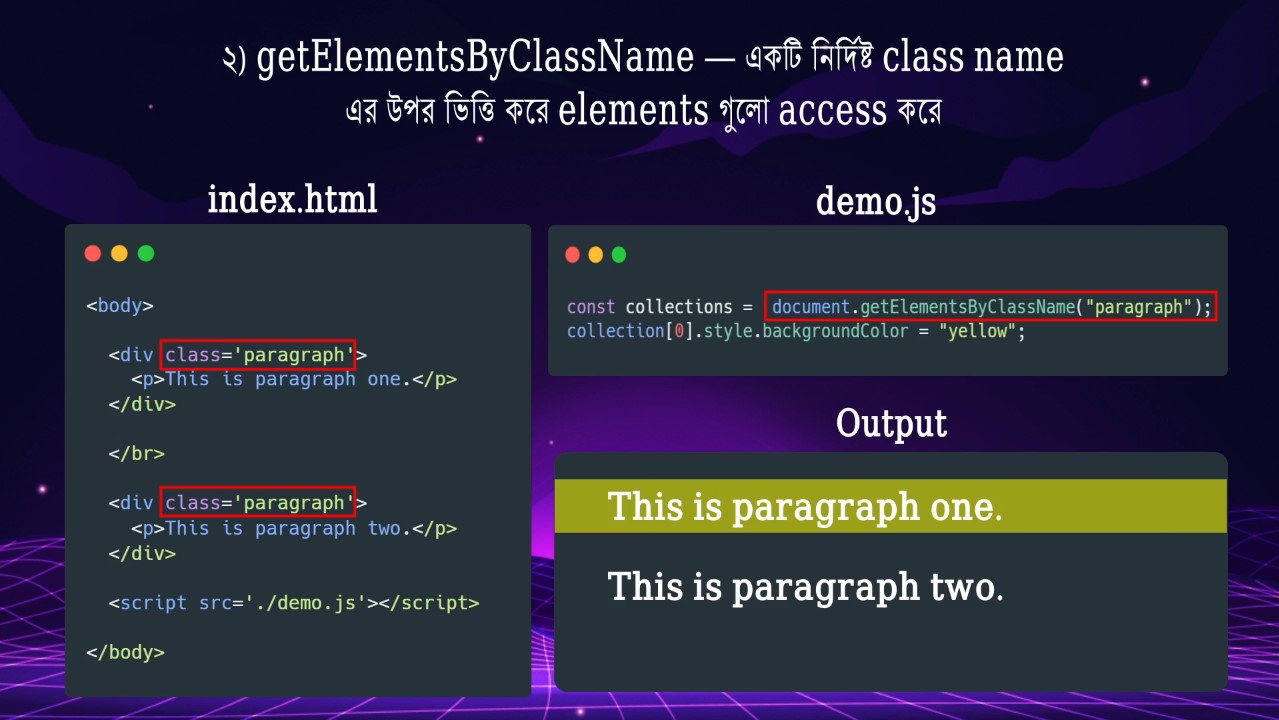 ২) getElementsByClassName — একটি নির্দিষ্ট class name
এর উপর ভিত্তি করে elements গুলো access করে
index.html
<body>
<div class='paragraph'>
<p>This is paragraph one.</p>
</div>
</br>
<div class='paragraph'>
<p>This is paragraph two.</p>
</div>
<script src='./demo.js'></script>
</body>
demo.js
const collections = document.getElementsByClassName("paragraph");
collection[0].style.backgroundColor = "yellow";
Output
This is paragraph one.
This is paragraph two.